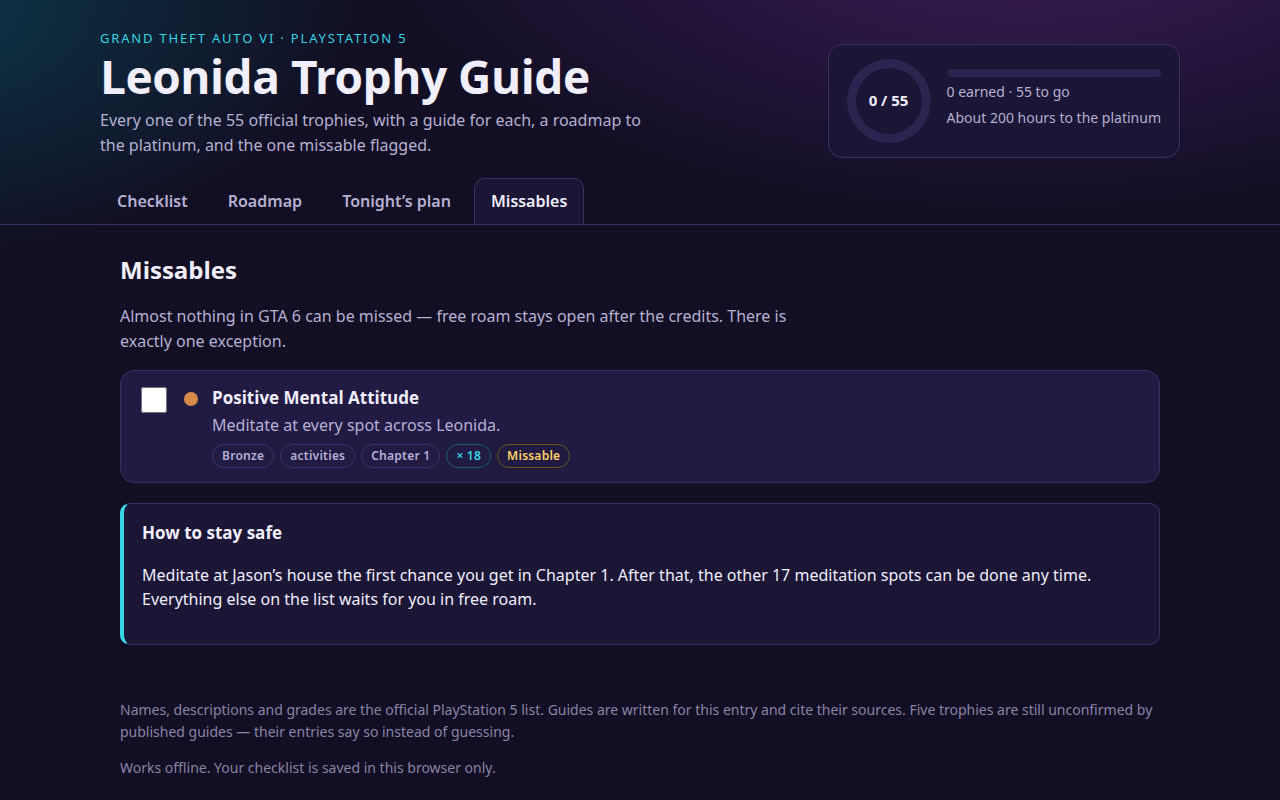 GRAND THEFT AUTO VI · PLAYSTATION 5
Leonida Trophy Guide
Every one of the 55 official trophies, with a guide for each, a roadmap to
the platinum, and the one missable flagged.
0 / 55
0 earned · 55 to go
About 200 hours to the platinum
Checklist
Roadmap
Tonight’s plan
Missables
Missables
Almost nothing in GTA 6 can be missed — free roam stays open after the credits. There is
exactly one exception.
Positive Mental Attitude
Meditate at every spot across Leonida.
Bronze
activities
Chapter 1
× 18
Missable
How to stay safe
Meditate at Jason’s house the first chance you get in Chapter 1. After that, the other 17 meditation spots can be done any time.
Everything else on the list waits for you in free roam.
Names, descriptions and grades are the official PlayStation 5 list. Guides are written for this entry and cite their sources. Five trophies are still unconfirmed by
published guides — their entries say so instead of guessing.
Works offline. Your checklist is saved in this browser only.